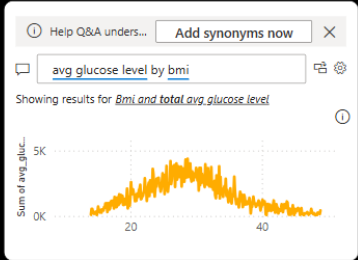 Help Q&A unders... Add synonyms now
avg glucose level by bmi
Showing results for Bmi and total avg glucose level
Sum of avg_gluc...
5K
0K
20 40